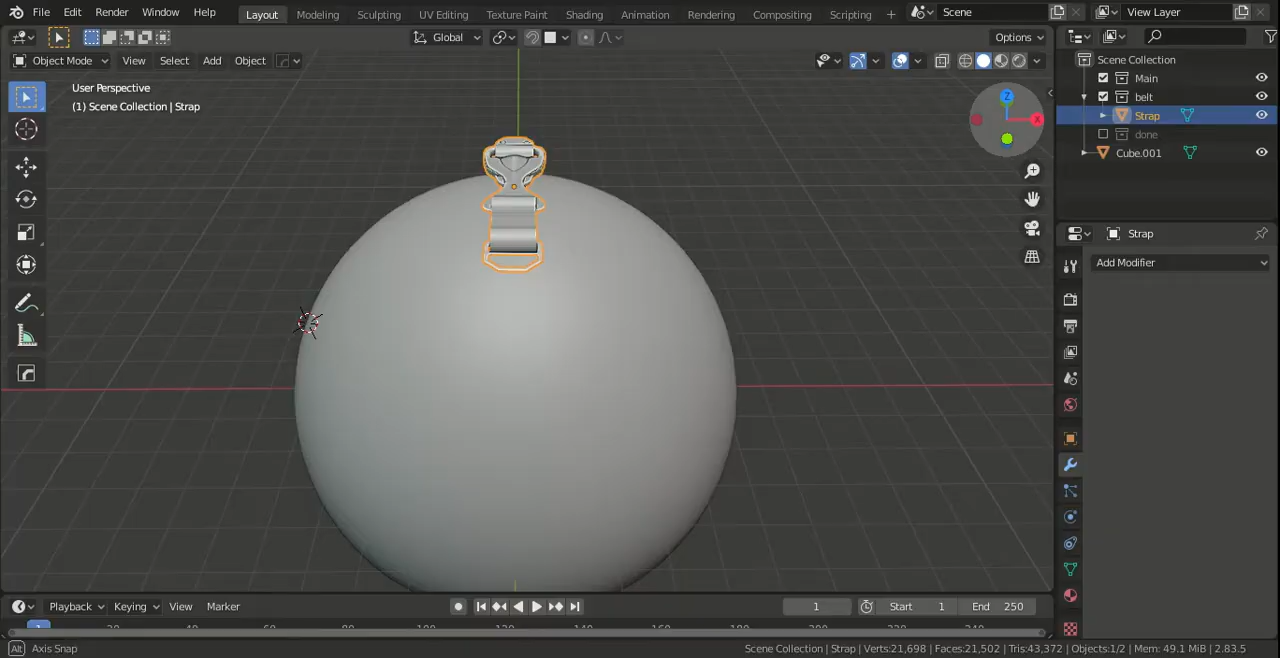 File Edit Render Window Help Layout Modeling Sculpting UV Editing Texture Paint Shading Animation Rendering Compositing Scripting + Scene View Layer
Global Options
Object Mode View Select Add Object
User Perspective
(1) Scene Collection | Strap
Z
X
Scene Collection
Main
belt
Strap
done
Cube.001
Strap
Add Modifier
Playback Keying View Marker 1 Start 1 End 250
1
Alt Axis Snap Scene Collection | Strap | Verts:21,698 | Faces:21,502 | Tris:43,372 | Objects:1/2 | Mem: 49.1 MiB | 2.83.5